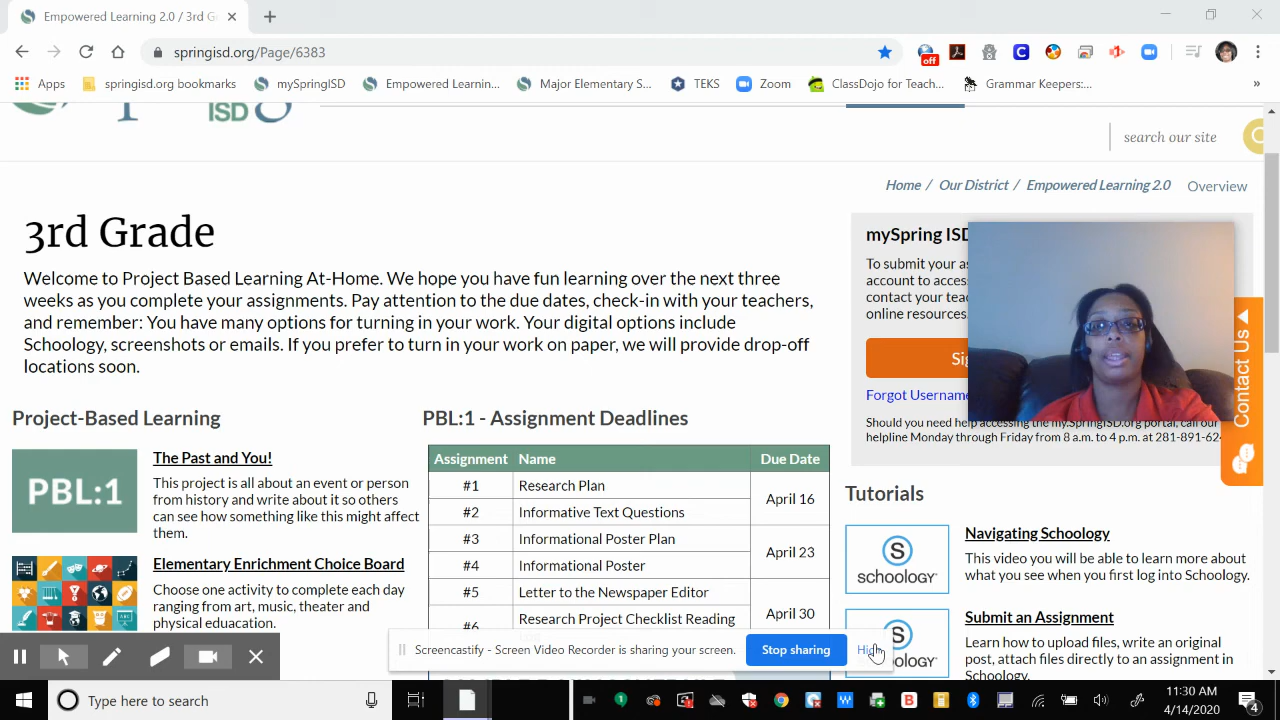 Empowered Learning 2.0 / 3rd G
springisd.org/Page/6383
off
Apps
springisd.org bookmarks
mySpringISD
Empowered Learnin...
Major Elementary S...
TEKS
Zoom
ClassDojo for Teach...
Grammar Keepers:...
»
ISD
search our site
Home / Our District / Empowered Learning 2.0 Overview
3rd Grade
Welcome to Project Based Learning At-Home. We hope you have fun learning over the next three
weeks as you complete your assignments. Pay attention to the due dates, check-in with your teachers,
and remember: You have many options for turning in your work. Your digital options include
Schoology, screenshots or emails. If you prefer to turn in your work on paper, we will provide drop-off
locations soon.
mySpring ISD
To submit your
account to
contact your
online resources.
Forgot
Should you need help accessing the my.SpringISD.org portal, call our
helpline Monday through Friday from 8 a.m. to 4 p.m. at 281-891-62
Contact Us
Project-Based Learning
PBL:1
The Past and You!
This project is all about an event or person
from history and write about it so others
can see how something like this might affect
them.
Elementary Enrichment Choice Board
Choose one activity to complete each day
ranging from art, music, theater and
physical eduacation.
PBL:1 - Assignment Deadlines
Assignment Name Due Date
#1 Research Plan
April 16
#2 Informative Text Questions
#3 Informational Poster Plan
April 23
#4 Informational Poster
#5 Letter to the Newspaper Editor
April 30
#6 Research Project Checklist Reading
Tutorials
S
schoology
Navigating Schoology
This video you will be able to learn more about
what you see when you first log into Schoology.
Submit an Assignment
Learn how to upload files, write an original
post, attach files directly to an assignment in
Schoology.
Screencastify - Screen Video Recorder is sharing your screen.
Stop sharing
Type here to search
11:30 AM
4/14/2020
4